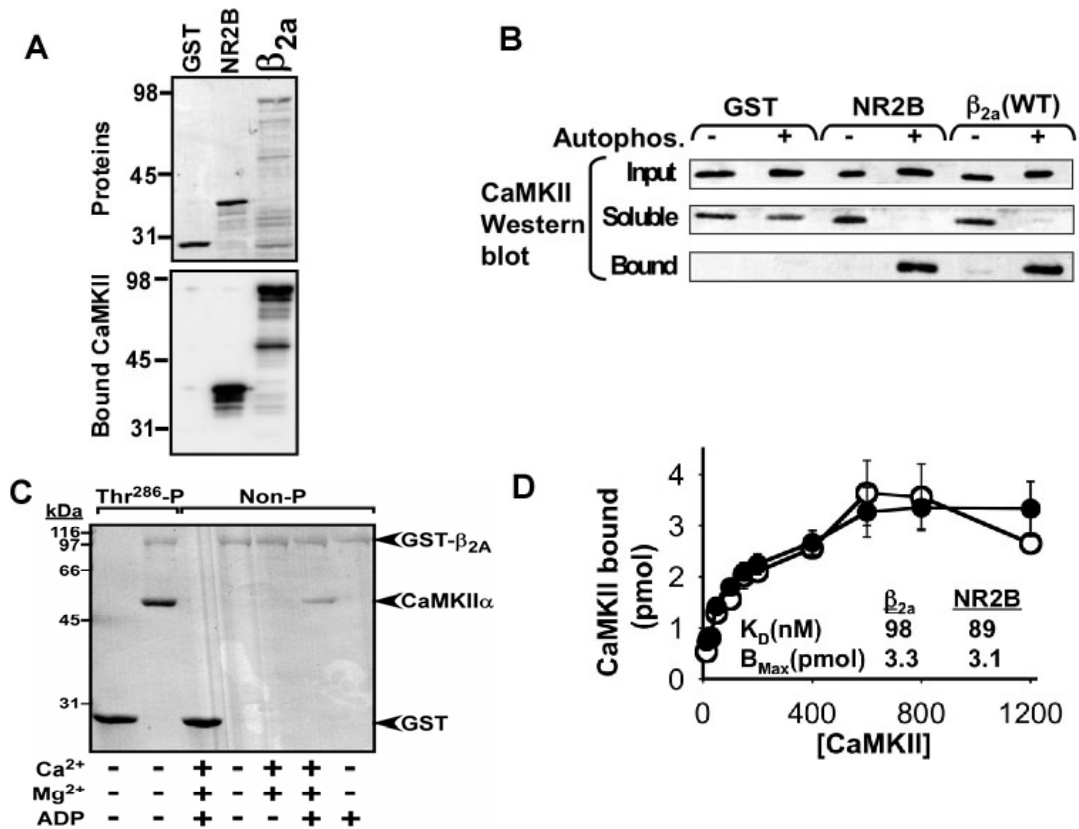 A
GST
NR2B
β2a
98
45
31
Proteins
98
45
31
Bound CaMKII
B
GST NR2B β2a(WT)
Autophos. - + - + - +
CaMKII Western blot
Input
Soluble
Bound
C
Thr286-P Non-P
kDa
116
97
66
45
31
GST-β2A
CaMKIIα
GST
Ca2+ - - + - + + -
Mg2+ - - + - + + -
ADP - - + - - + +
D
CaMKII bound (pmol)
4
3
2
1
0
β2a NR2B
KD(nM) 98 89
BMax(pmol) 3.3 3.1
0 400 800 1200
[CaMKII]